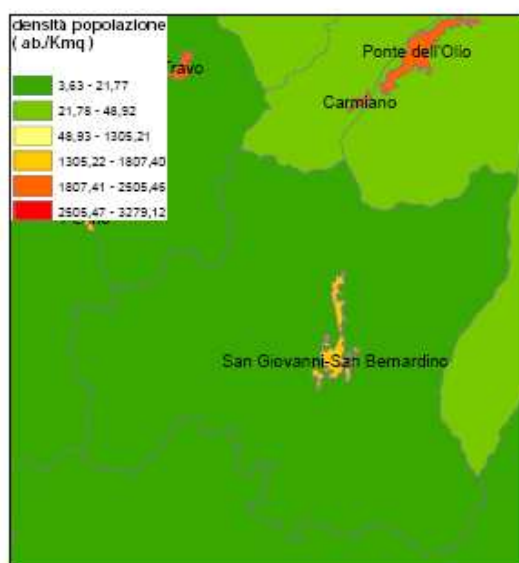 densità popolazione
( ab./Kmq )
3,63 - 21,77
21,78 - 48,92
48,93 - 1305,21
1305,22 - 1807,40
1807,41 - 2505,46
2505,47 - 3279,12
Travo
Ponte dell'Olio
Carmiano
San Giovanni-San Bernardino